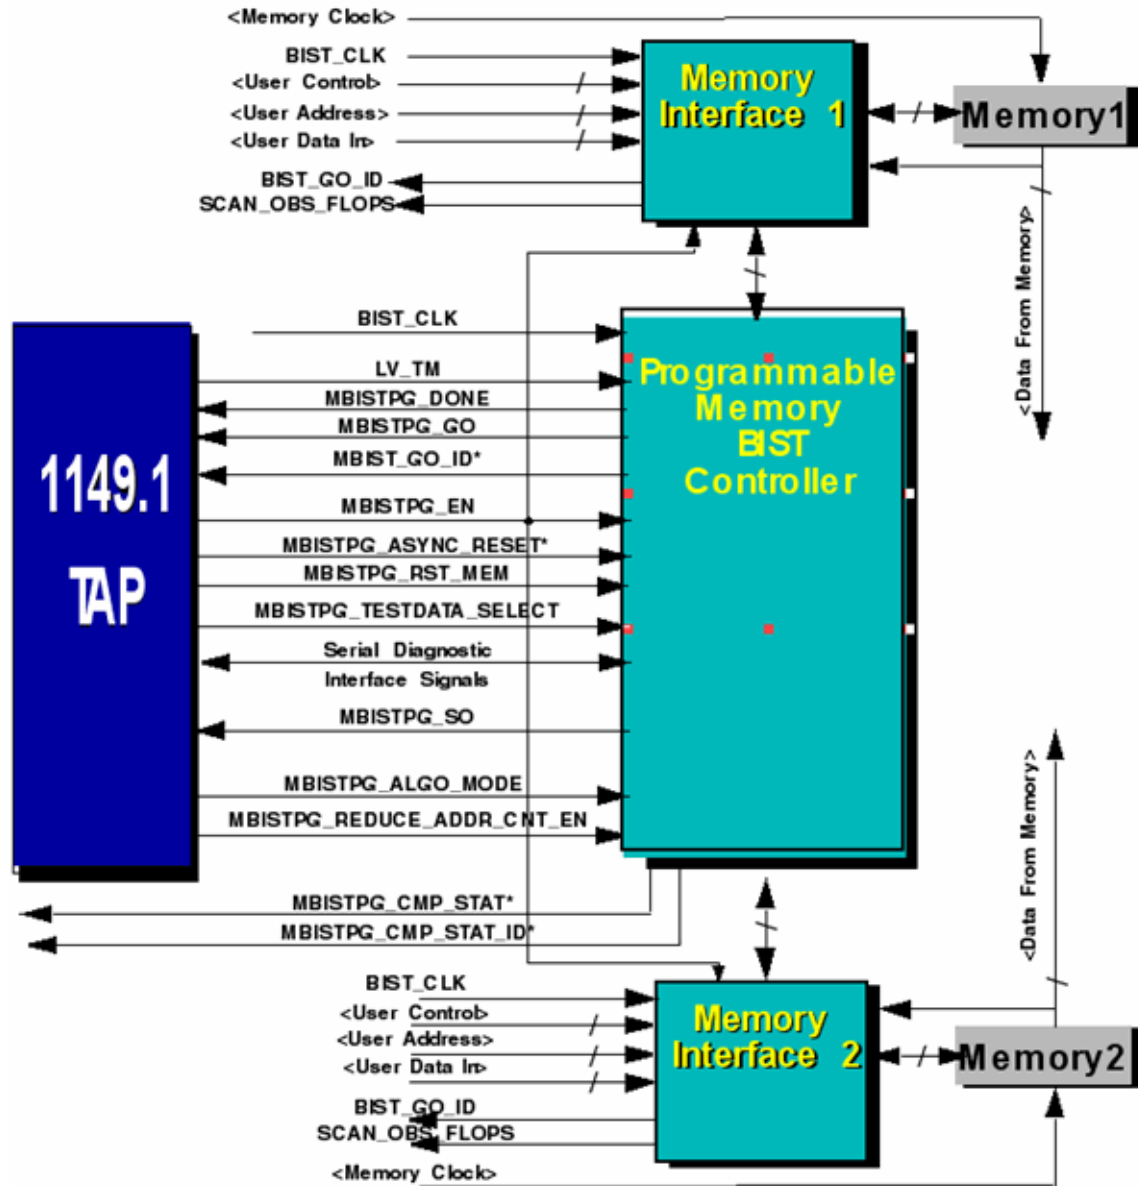 <Memory Clock>
BIST_CLK
<User Control>
<User Address>
<User Data In>
BIST_GO_ID
SCAN_OBS_FLOPS
Memory
Interface 1
Memory1
<Data From Memory>
1149.1
TAP
BIST_CLK
LV_TM
MBISTPG_DONE
MBISTPG_GO
MBIST_GO_ID*
MBISTPG_EN
MBISTPG_ASYNC_RESET*
MBISTPG_RST_MEM
MBISTPG_TESTDATA_SELECT
Serial Diagnostic
Interface Signals
MBISTPG_SO
MBISTPG_ALGO_MODE
MBISTPG_REDUCE_ADDR_CNT_EN
Programmable
Memory
BIST
Controller
MBISTPG_CMP_STAT*
MBISTPG_CMP_STAT_ID*
<Data From Memory>
BIST_CLK
<User Control>
<User Address>
<User Data In>
BIST_GO_ID
SCAN_OBS_FLOPS
<Memory Clock>
Memory
Interface 2
Memory2